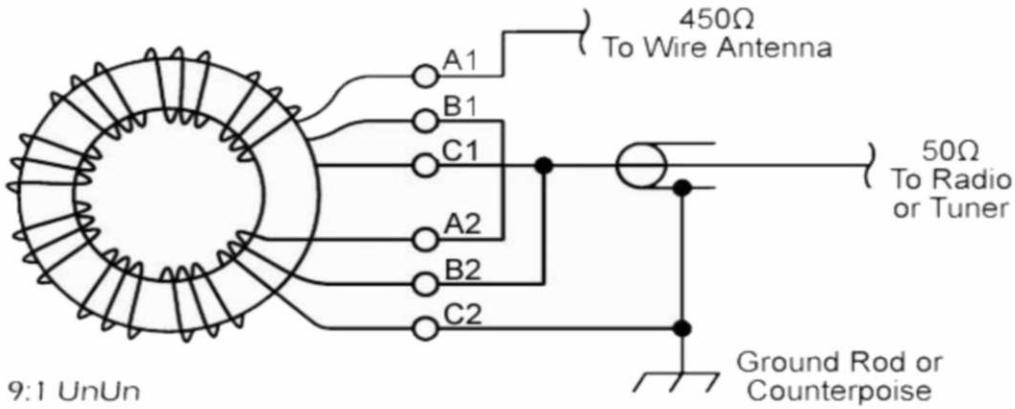 450Ω
To Wire Antenna
A1
B1
C1
50Ω
To Radio
or Tuner
A2
B2
C2
Ground Rod or
Counterpoise
9:1 UnUn